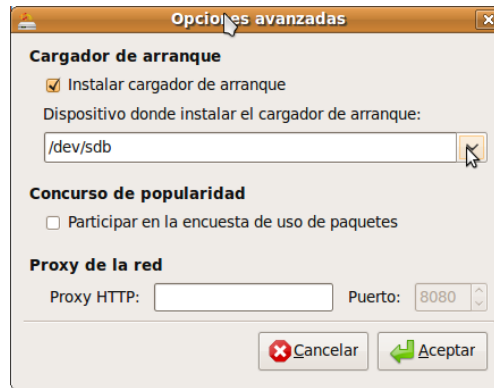 Opciones avanzadas
Cargador de arranque
Instalar cargador de arranque
Dispositivo donde instalar el cargador de arranque:
/dev/sdb
Concurso de popularidad
Participar en la encuesta de uso de paquetes
Proxy de la red
Proxy HTTP: Puerto: 8080
Cancelar Aceptar